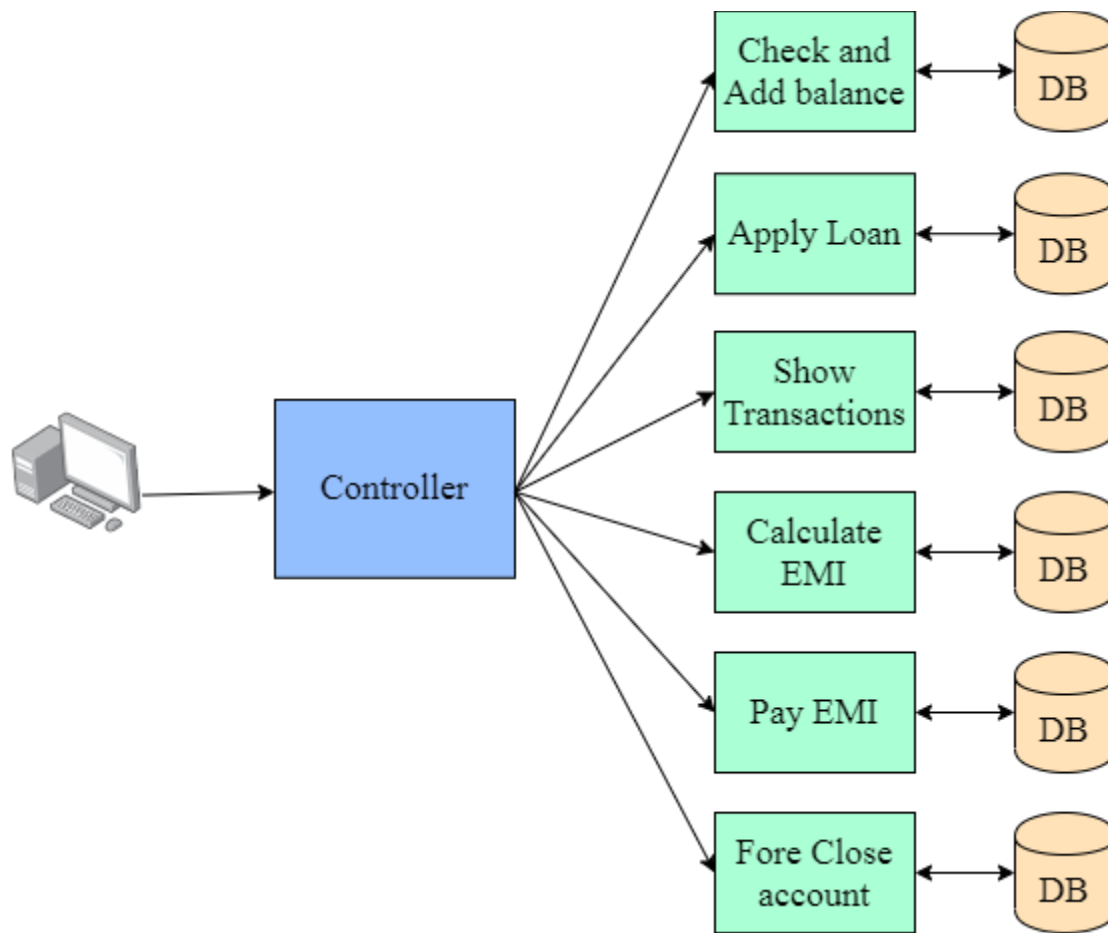 Check and
Add balance
DB
Apply Loan
DB
Show
Transactions
DB
Controller
Calculate
EMI
DB
Pay EMI
DB
Fore Close
account
DB